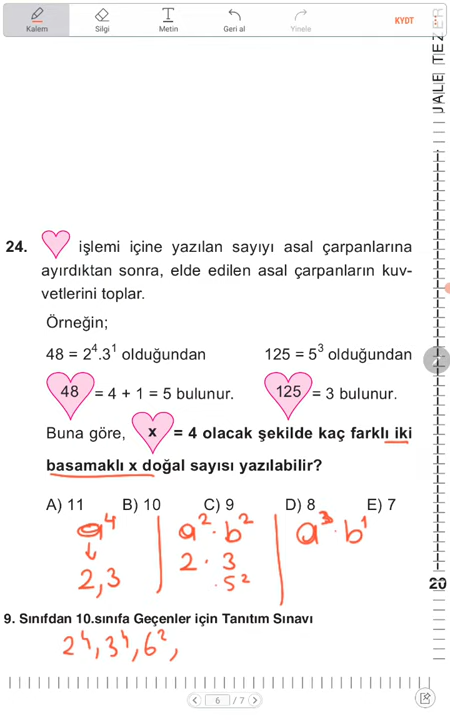 Kalem Silgi Metin Geri al Yinele KYDT
JALE TEZER
24. işlemi içine yazılan sayıyı asal çarpanlarına
ayırdıktan sonra, elde edilen asal çarpanların kuv-
vetlerini toplar.
Örneğin;
48 = 2⁴.3¹ olduğundan 125 = 5³ olduğundan
48 = 4 + 1 = 5 bulunur. 125 = 3 bulunur.
Buna göre, x = 4 olacak şekilde kaç farklı iki
basamaklı x doğal sayısı yazılabilir?
A) 11 B) 10 C) 9 D) 8 E) 7
a⁴ a²·b² a³·b¹
2,3 2·3
·5²
20
9. Sınıfdan 10.sınıfa Geçenler için Tanıtım Sınavı
2⁴, 3⁴, 6²,
6 / 7